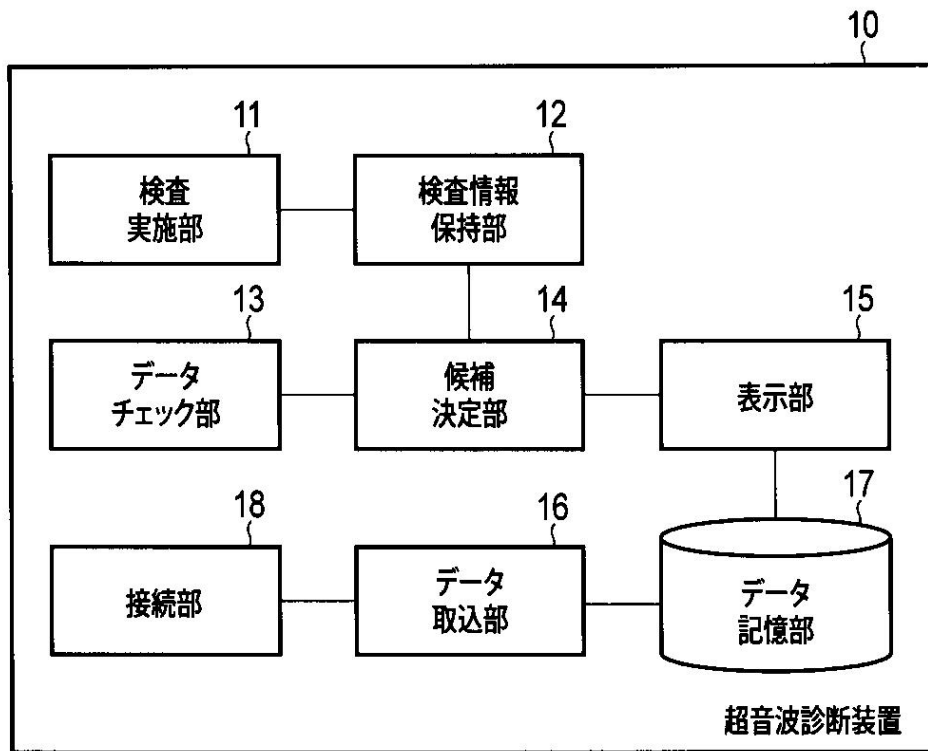 10
11
検査
実施部
12
検査情報
保持部
13
データ
チェック部
14
候補
決定部
15
表示部
18
接続部
16
データ
取込部
17
データ
記憶部
超音波診断装置